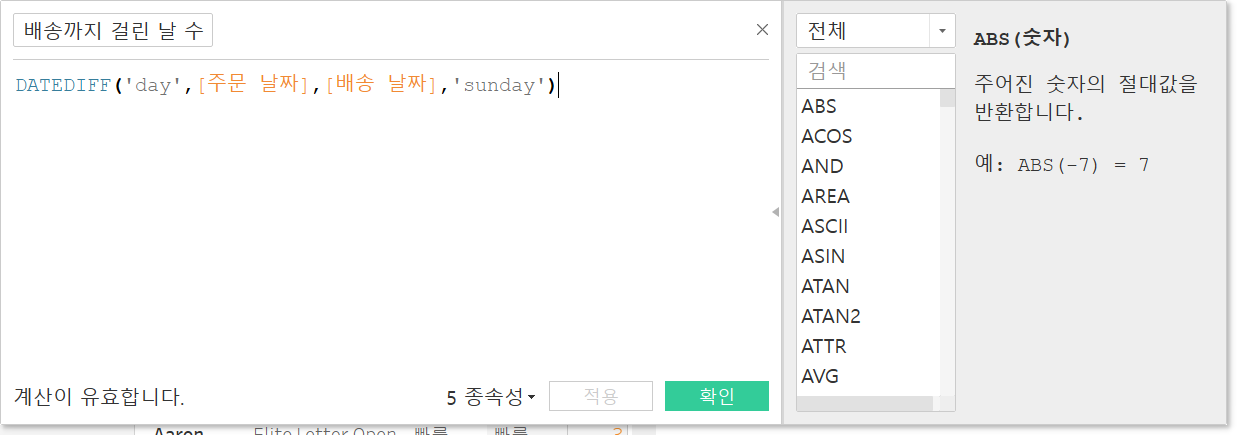 배송까지 걸린 날 수
DATEDIFF('day',[주문 날짜],[배송 날짜],'sunday')
계산이 유효합니다.
5 종속성
적용
확인
전체
검색
ABS
ACOS
AND
AREA
ASCII
ASIN
ATAN
ATAN2
ATTR
AVG
ABS(숫자)
주어진 숫자의 절대값을
반환합니다.
예: ABS(-7) = 7